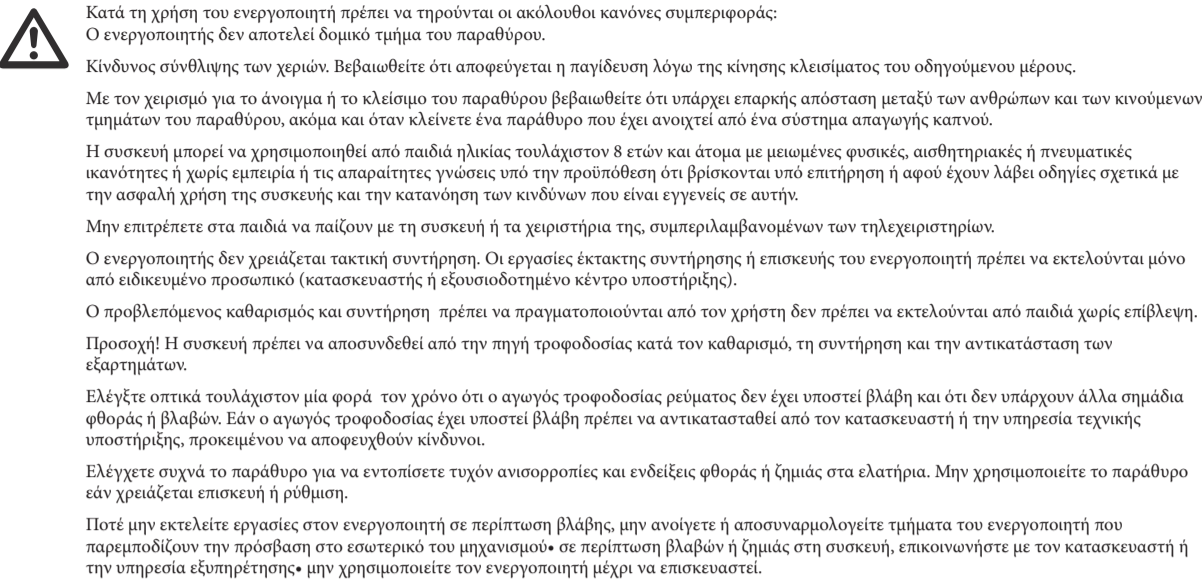 Κατά τη χρήση του ενεργοποιητή πρέπει να τηρούνται οι ακόλουθοι κανόνες συμπεριφοράς:
Ο ενεργοποιητής δεν αποτελεί δομικό τμήμα του παραθύρου.
Κίνδυνος σύνθλιψης των χεριών. Βεβαιωθείτε ότι αποφεύγεται η παγίδευση λόγω της κίνησης κλεισίματος του οδηγούμενου μέρους.
Με τον χειρισμό για το άνοιγμα ή το κλείσιμο του παραθύρου βεβαιωθείτε ότι υπάρχει επαρκής απόσταση μεταξύ των ανθρώπων και των κινούμενων
τμημάτων του παραθύρου, ακόμα και όταν κλείνετε ένα παράθυρο που έχει ανοιχτεί από ένα σύστημα απαγωγής καπνού.
Η συσκευή μπορεί να χρησιμοποιηθεί από παιδιά ηλικίας τουλάχιστον 8 ετών και άτομα με μειωμένες φυσικές, αισθητηριακές ή πνευματικές
ικανότητες ή χωρίς εμπειρία ή τις απαραίτητες γνώσεις υπό την προϋπόθεση ότι βρίσκονται υπό επιτήρηση ή αφού έχουν λάβει οδηγίες σχετικά με
την ασφαλή χρήση της συσκευής και την κατανόηση των κινδύνων που είναι εγγενείς σε αυτήν.
Μην επιτρέπετε στα παιδιά να παίζουν με τη συσκευή ή τα χειριστήρια της, συμπεριλαμβανομένων των τηλεχειριστηρίων.
Ο ενεργοποιητής δεν χρειάζεται τακτική συντήρηση. Οι εργασίες έκτακτης συντήρησης ή επισκευής του ενεργοποιητή πρέπει να εκτελούνται μόνο
από ειδικευμένο προσωπικό (κατασκευαστής ή εξουσιοδοτημένο κέντρο υποστήριξης).
Ο προβλεπόμενος καθαρισμός και συντήρηση  πρέπει να πραγματοποιούνται από τον χρήστη δεν πρέπει να εκτελούνται από παιδιά χωρίς επίβλεψη.
Προσοχή! Η συσκευή πρέπει να αποσυνδεθεί από την πηγή τροφοδοσίας κατά τον καθαρισμό, τη συντήρηση και την αντικατάσταση των
εξαρτημάτων.
Ελέγξτε οπτικά τουλάχιστον μία φορά  τον χρόνο ότι ο αγωγός τροφοδοσίας ρεύματος δεν έχει υποστεί βλάβη και ότι δεν υπάρχουν άλλα σημάδια
φθοράς ή βλαβών. Εάν ο αγωγός τροφοδοσίας έχει υποστεί βλάβη πρέπει να αντικατασταθεί από τον κατασκευαστή ή την υπηρεσία τεχνικής
υποστήριξης, προκειμένου να αποφευχθούν κίνδυνοι.
Ελέγχετε συχνά το παράθυρο για να εντοπίσετε τυχόν ανισορροπίες και ενδείξεις φθοράς ή ζημιάς στα ελατήρια. Μην χρησιμοποιείτε το παράθυρο
εάν χρειάζεται επισκευή ή ρύθμιση.
Ποτέ μην εκτελείτε εργασίες στον ενεργοποιητή σε περίπτωση βλάβης, μην ανοίγετε ή αποσυναρμολογείτε τμήματα του ενεργοποιητή που
παρεμποδίζουν την πρόσβαση στο εσωτερικό του μηχανισμού• σε περίπτωση βλαβών ή ζημιάς στη συσκευή, επικοινωνήστε με τον κατασκευαστή ή
την υπηρεσία εξυπηρέτησης• μην χρησιμοποιείτε τον ενεργοποιητή μέχρι να επισκευαστεί.